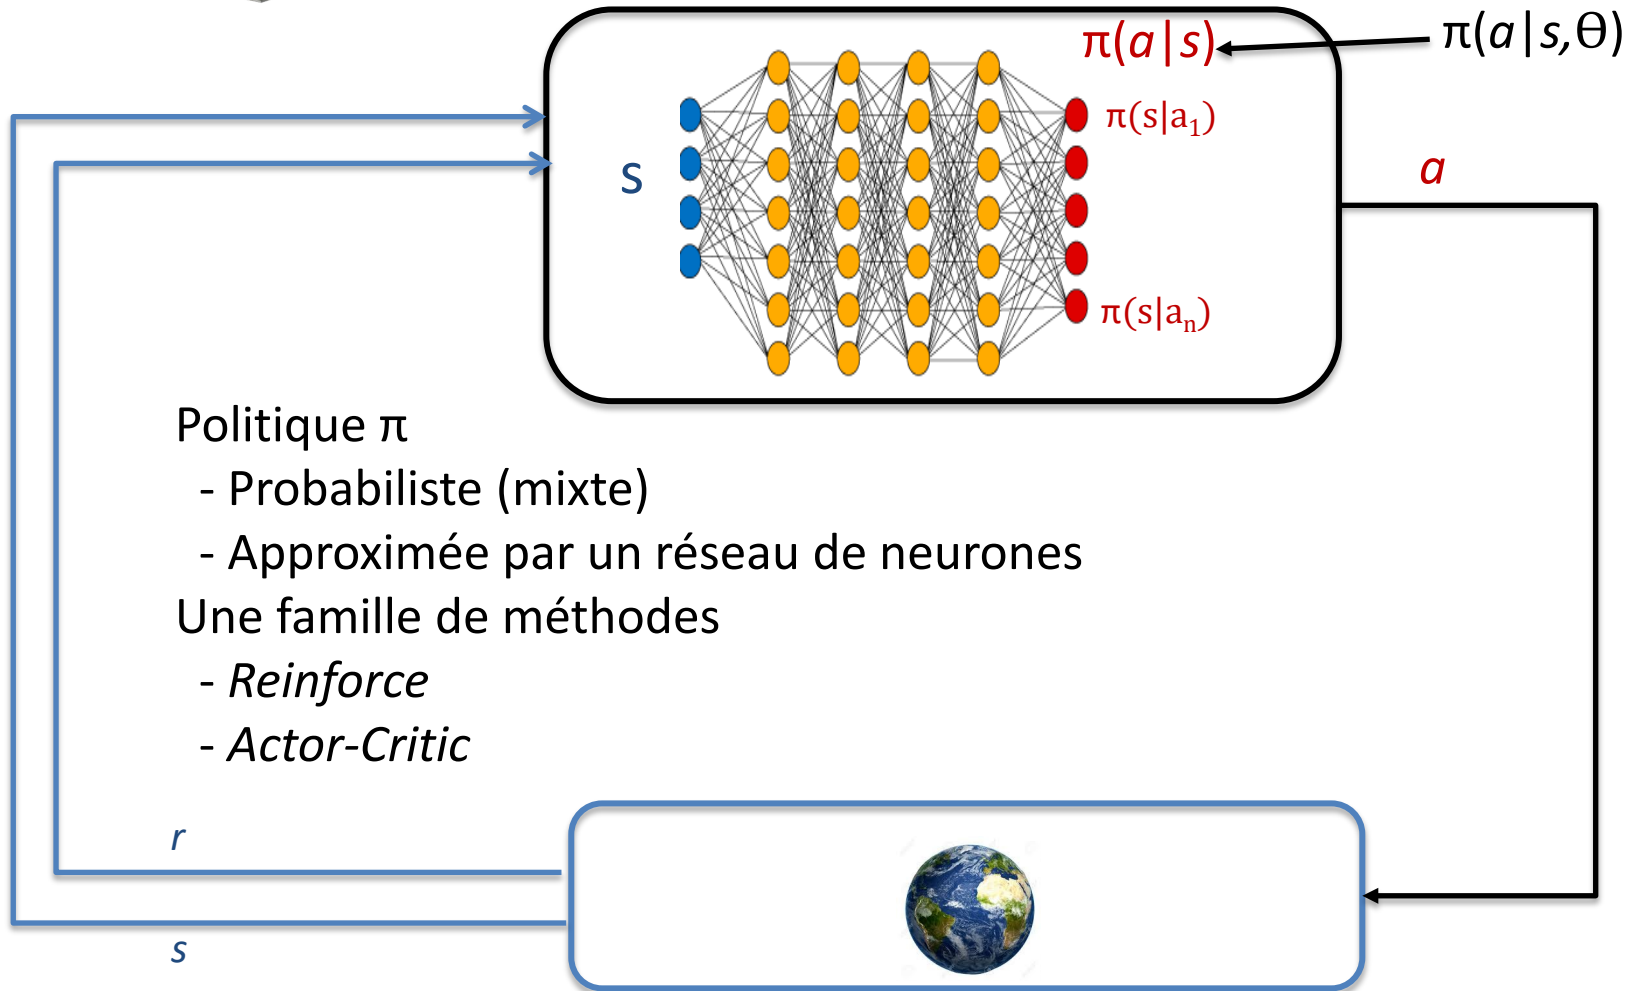 π(a|s)
π(a|s,Θ)
π(s|a₁)
s
a
π(s|aₙ)
Politique π
- Probabiliste (mixte)
- Approximée par un réseau de neurones
Une famille de méthodes
- Reinforce
- Actor-Critic
r
s